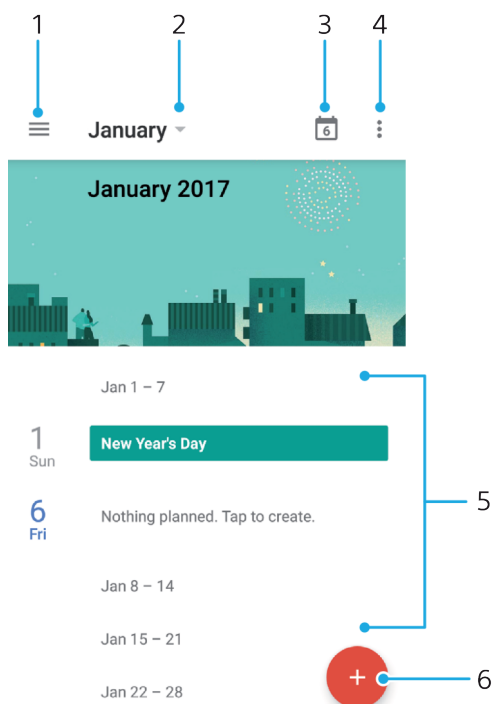 1 2 3 4
January 6
January 2017
Jan 1 – 7
1 New Year's Day
Sun
5
6 Nothing planned. Tap to create.
Fri
Jan 8 – 14
Jan 15 – 21
+ 6
Jan 22 – 28